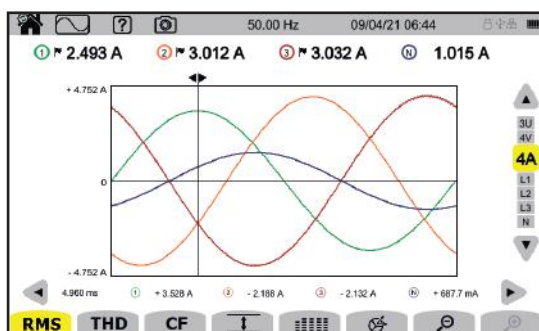 ? 50.00 Hz 09/04/21 06:44
1 2.493 A 2 3.012 A 3 3.032 A N 1.015 A
+ 4.752 A
0
- 4.752 A
3U
4V
4A
L1
L2
L3
N
4.960 ms 1 + 3.528 A 2 - 2.188 A 3 - 2.132 A N + 687.7 mA
RMS THD CF